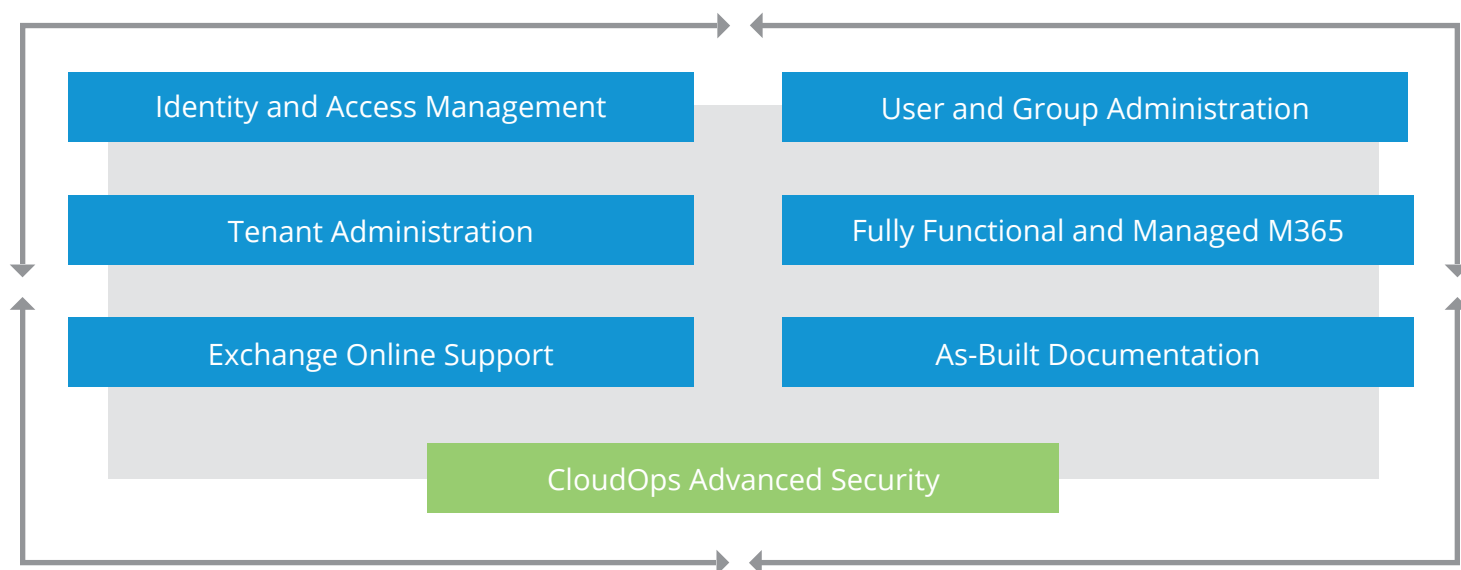 Identity and Access Management
User and Group Administration
Tenant Administration
Fully Functional and Managed M365
Exchange Online Support
As-Built Documentation
CloudOps Advanced Security